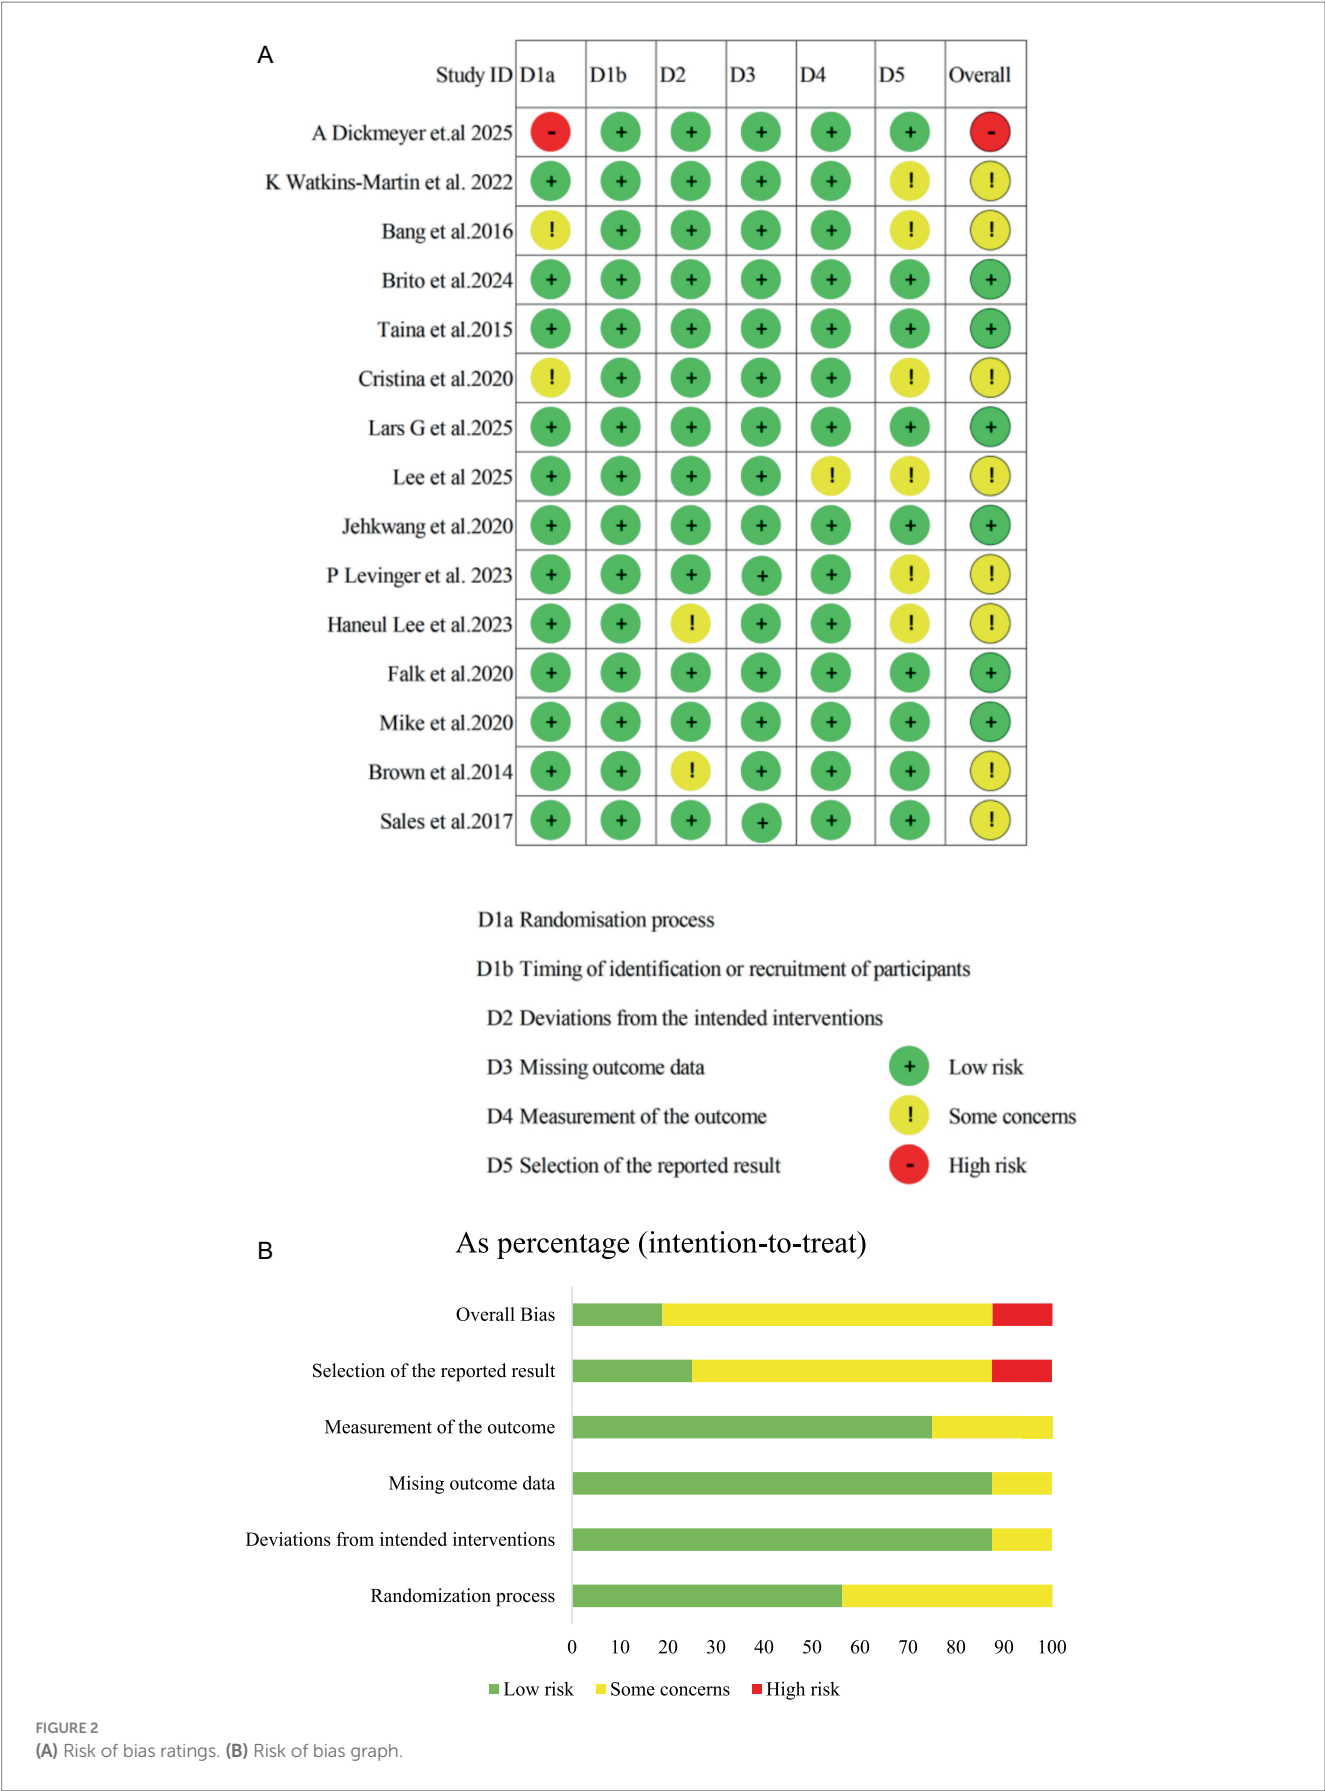 A
Study ID D1a D1b D2 D3 D4 D5 Overall
A Dickmeyer et.al 2025 - + + + + + -
K Watkins-Martin et al. 2022 + + + + + ! !
Bang et al.2016 ! + + + + ! !
Brito et al.2024 + + + + + + +
Taina et al.2015 + + + + + + +
Cristina et al.2020 ! + + + + ! !
Lars G et al.2025 + + + + + + +
Lee et al 2025 + + + + ! ! !
Jehkwang et al.2020 + + + + + + +
P Levinger et al. 2023 + + + + + ! !
Haneul Lee et al.2023 + + ! + + ! !
Falk et al.2020 + + + + + + +
Mike et al.2020 + + + + + + +
Brown et al.2014 + + ! + + + !
Sales et al.2017 + + + + + + !
D1a Randomisation process
D1b Timing of identification or recruitment of participants
D2 Deviations from the intended interventions
D3 Missing outcome data + Low risk
D4 Measurement of the outcome ! Some concerns
D5 Selection of the reported result - High risk
B
As percentage (intention-to-treat)
Overall Bias
Selection of the reported result
Measurement of the outcome
Mising outcome data
Deviations from intended interventions
Randomization process
0 10 20 30 40 50 60 70 80 90 100
Low risk Some concerns High risk
FIGURE 2
(A) Risk of bias ratings. (B) Risk of bias graph.